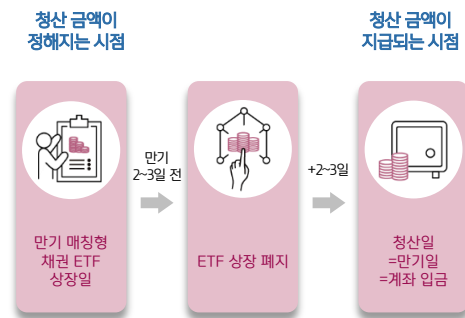 청산 금액이
정해지는 시점
청산 금액이
지급되는 시점
만기 매칭형
채권 ETF
상장일
만기
2~3일 전
ETF 상장 폐지
+2~3일
청산일
=만기일
=계좌 입금